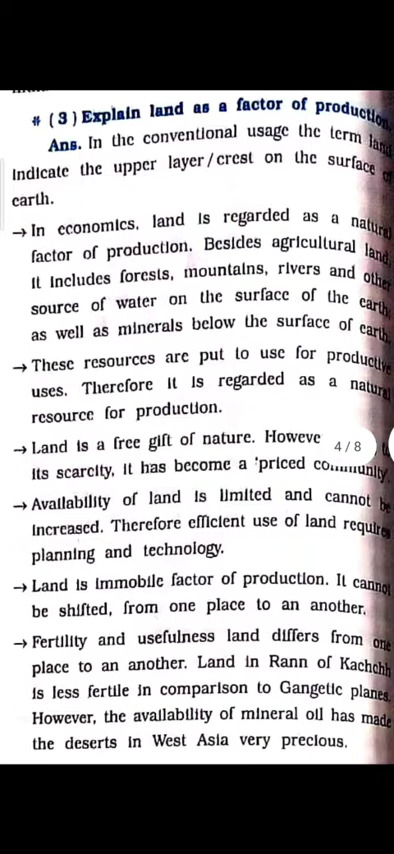 # (3) Explain land as a factor of production.
Ans. In the conventional usage the term land
indicate the upper layer/crest on the surface of
earth.
→ In economics, land is regarded as a natural
factor of production. Besides agricultural land,
it includes forests, mountains, rivers and other
source of water on the surface of the earth,
as well as minerals below the surface of earth.
→ These resources are put to use for productive
uses. Therefore it is regarded as a natural
resource for production.
→ Land is a free gift of nature. Howeve
4/8
its scarcity, it has become a 'priced community.
→ Availability of land is limited and cannot be
increased. Therefore efficient use of land requires
planning and technology.
→ Land is immobile factor of production. It cannot
be shifted, from one place to an another.
→ Fertility and usefulness land differs from one
place to an another. Land in Rann of Kachchh
is less fertile in comparison to Gangetic planes.
However, the availability of mineral oil has made
the deserts in West Asia very precious.